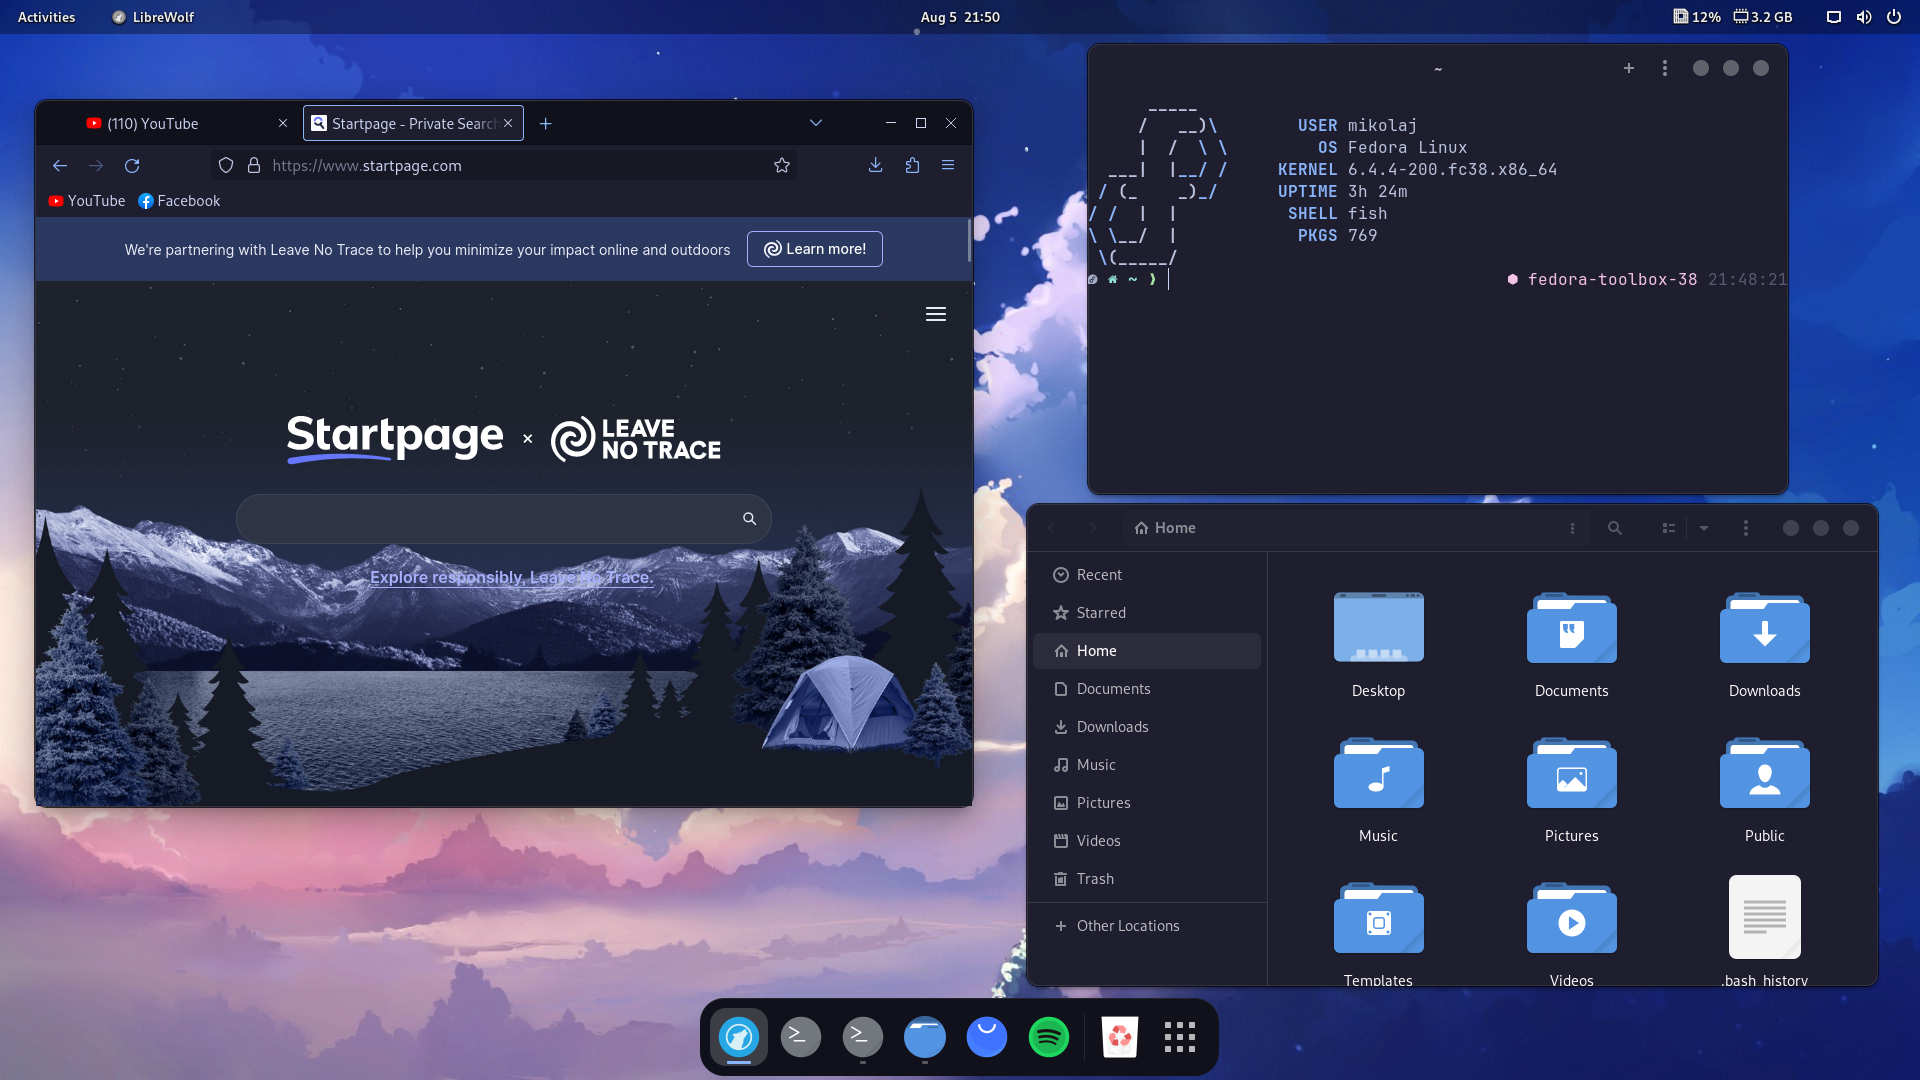 Activities
LibreWolf
Aug 5 21:50
12%
3.2 GB
(110) YouTube
Startpage - Private Search
https://www.startpage.com
YouTube
Facebook
We're partnering with Leave No Trace to help you minimize your impact online and outdoors
Learn more!
Startpage × LEAVE
NO TRACE
Explore responsibly, Leave No Trace.
~
USER mikolaj
OS Fedora Linux
KERNEL 6.4.4-200.fc38.x86_64
UPTIME 3h 24m
SHELL fish
PKGS 769
~ ❯
fedora-toolbox-38 21:48:21
Home
Recent
Starred
Home
Documents
Downloads
Music
Pictures
Videos
Trash
Other Locations
Desktop
Documents
Downloads
Music
Pictures
Public
Templates
Videos
.bash_history